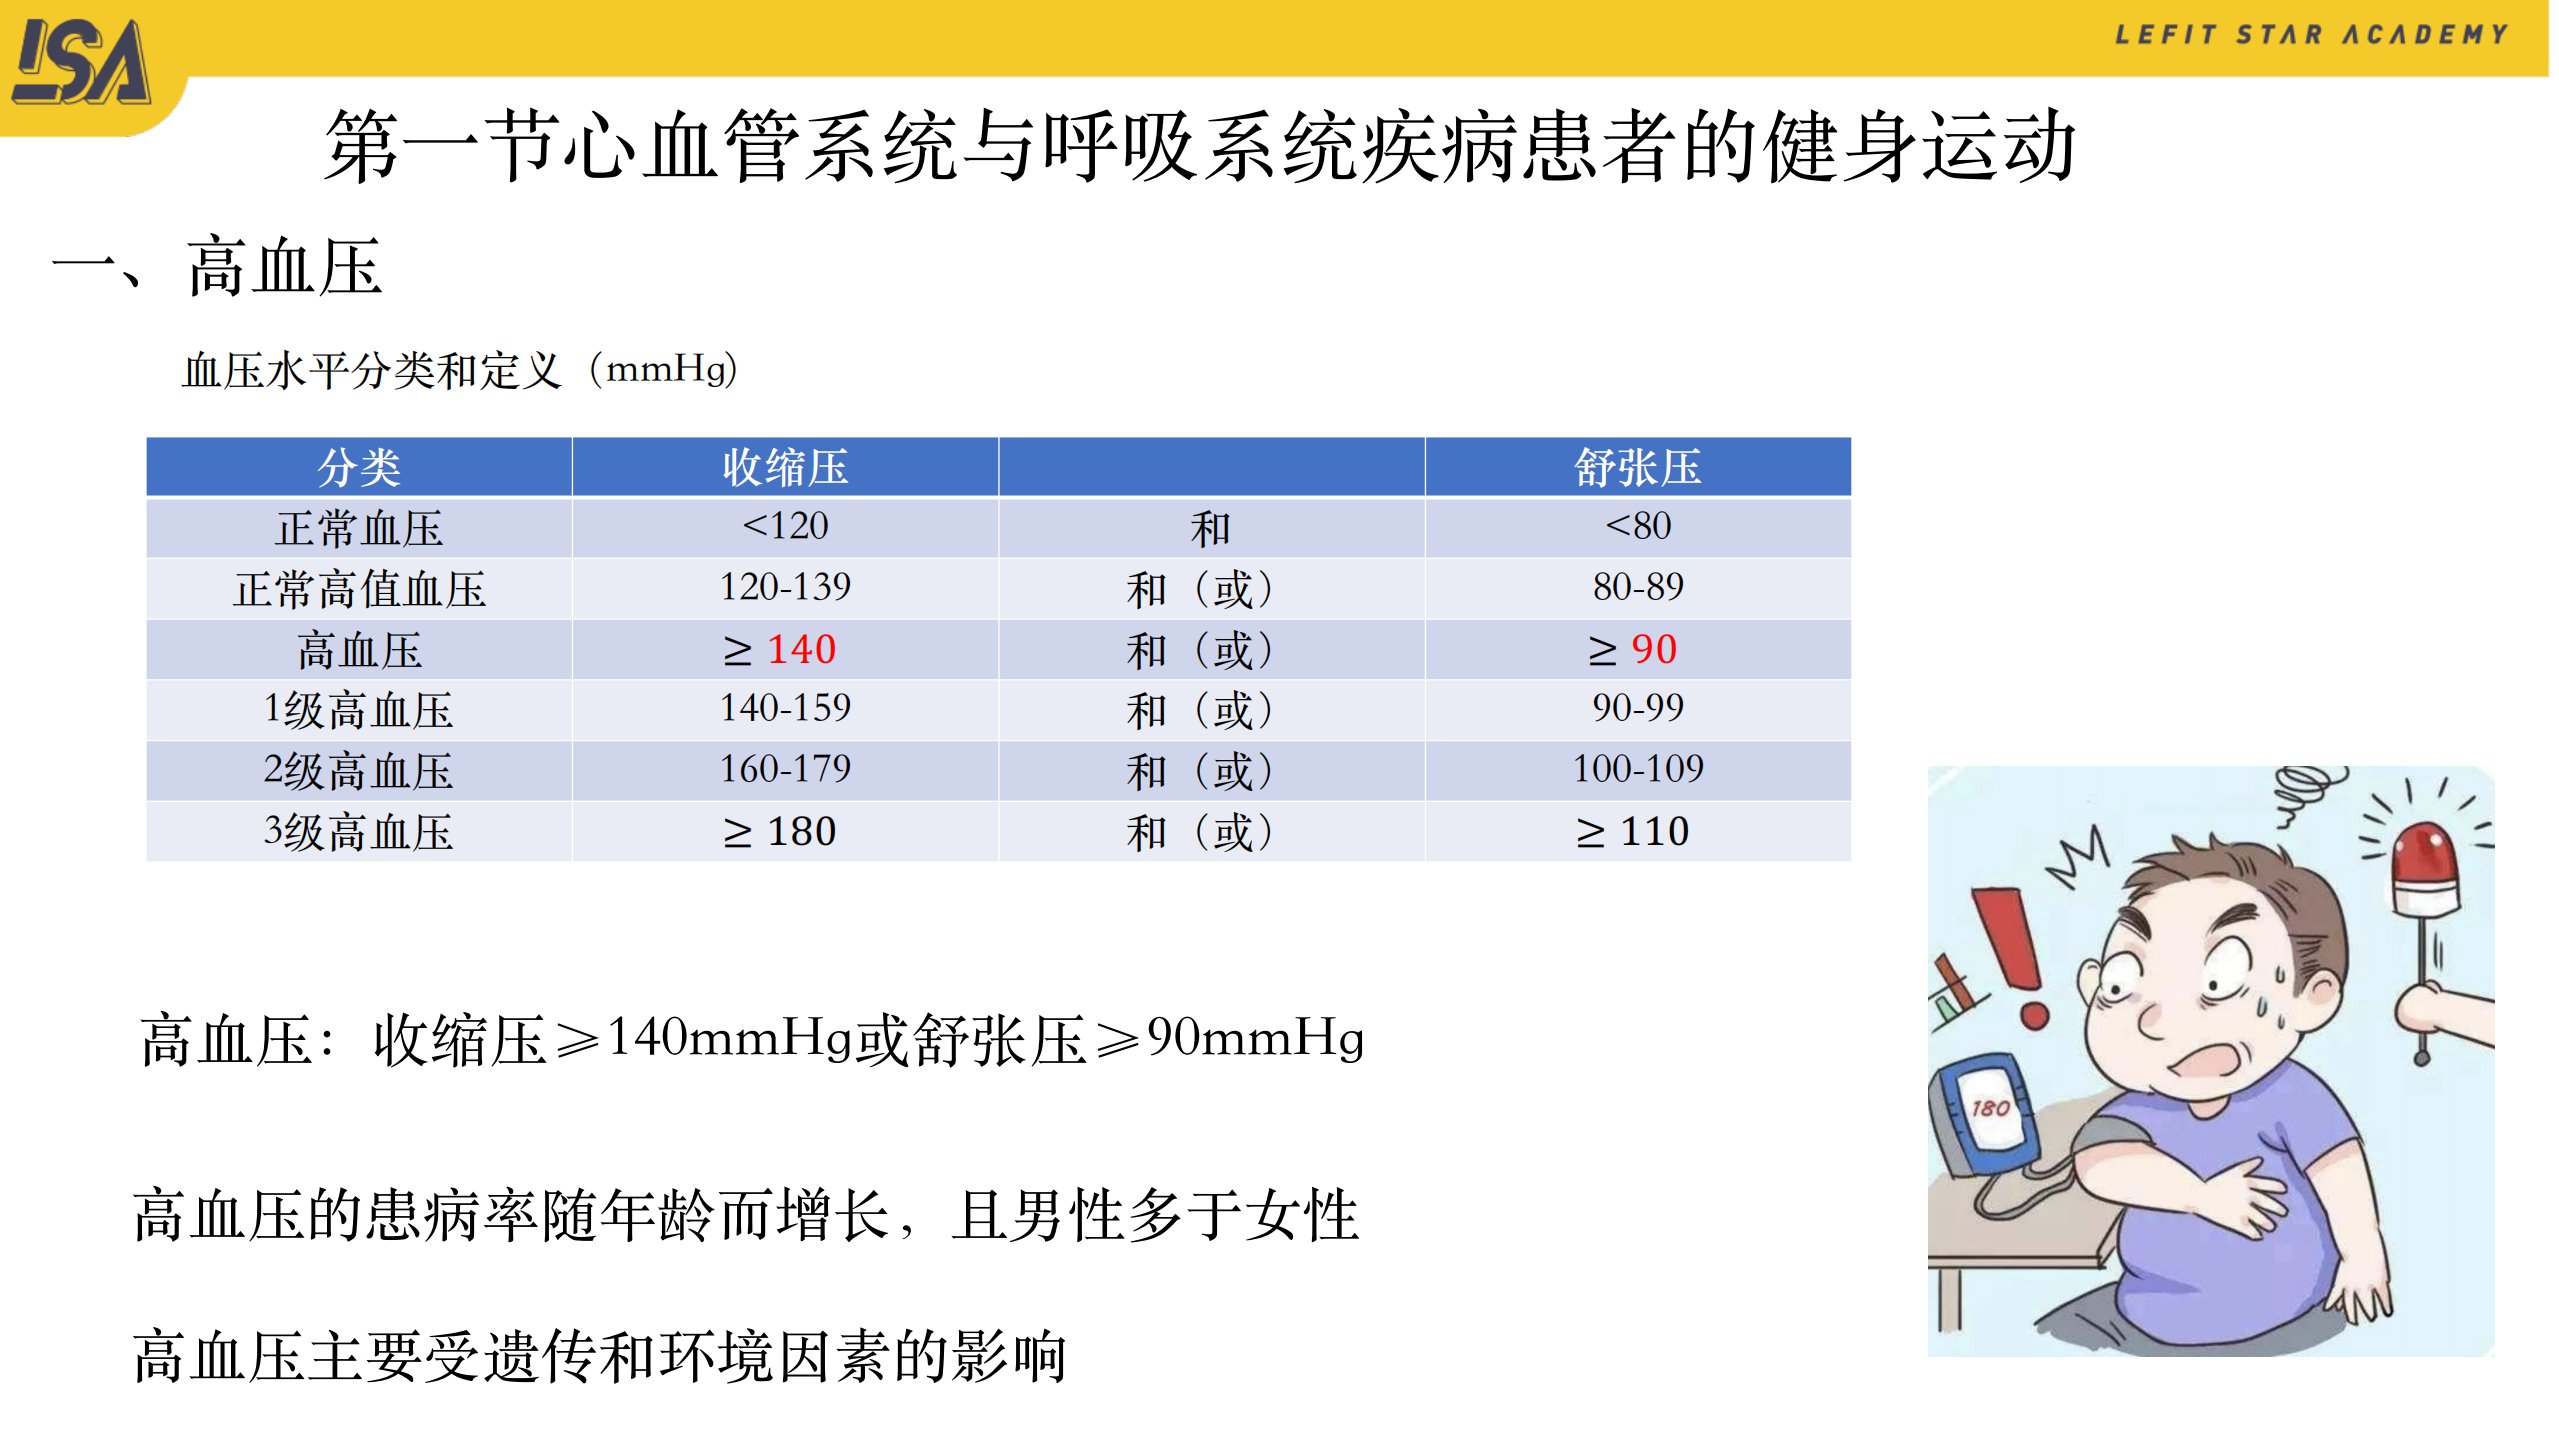 LSA
LEFIT STAR ACADEMY
第一节心血管系统与呼吸系统疾病患者的健身运动
一、高血压
血压水平分类和定义（mmHg)
分类 收缩压 舒张压
正常血压 <120 和 <80
正常高值血压 120-139 和（或） 80-89
高血压 ≥ 140 和（或） ≥ 90
1级高血压 140-159 和（或） 90-99
2级高血压 160-179 和（或） 100-109
3级高血压 ≥ 180 和（或） ≥ 110
高血压：收缩压≥140mmHg或舒张压≥90mmHg
180
高血压的患病率随年龄而增长，且男性多于女性
高血压主要受遗传和环境因素的影响